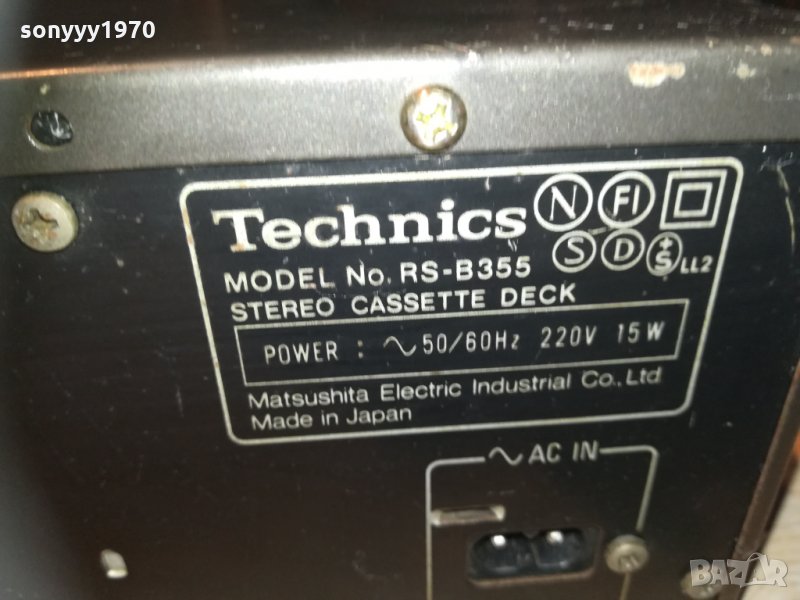 sonyyy1970
Technics N FI
S D +S LL2
MODEL No. RS-B355
STEREO CASSETTE DECK
POWER : ∿50/60Hz 220V 15W
Matsushita Electric Industrial Co., Ltd
Made in Japan
∿ AC IN
BAZAR